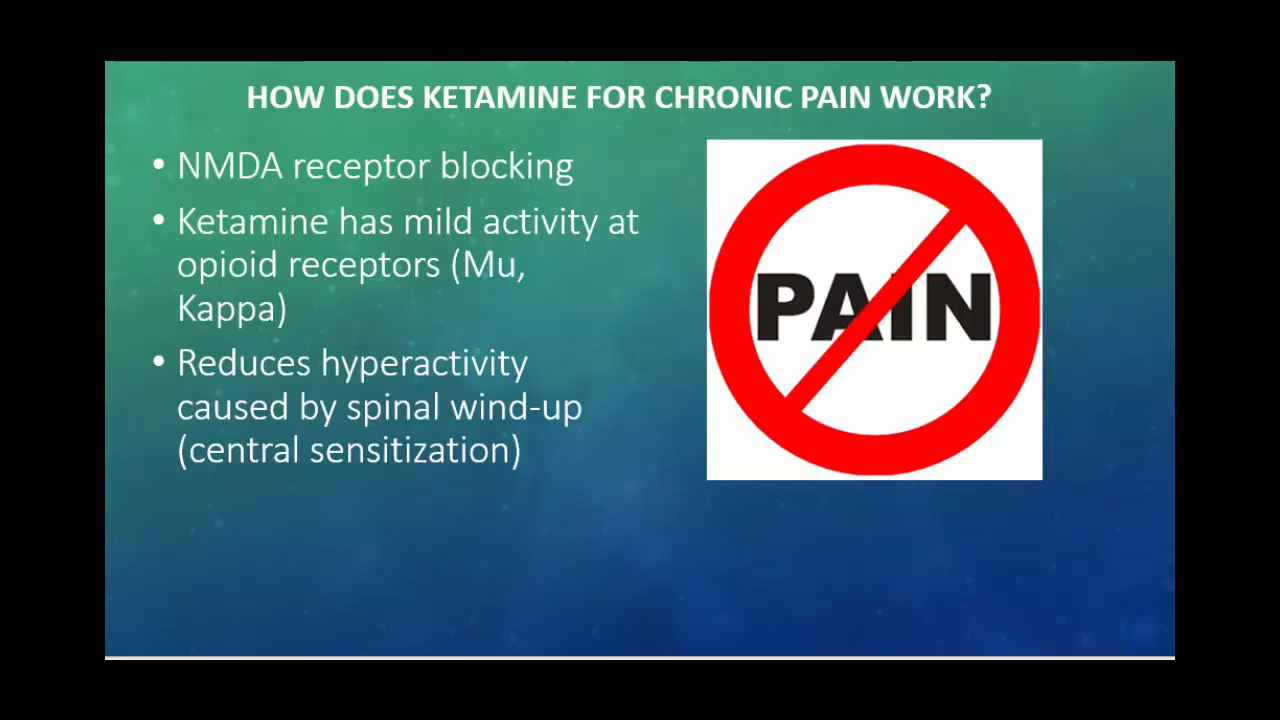 HOW DOES KETAMINE FOR CHRONIC PAIN WORK?
• NMDA receptor blocking
• Ketamine has mild activity at
opioid receptors (Mu,
Kappa)
• Reduces hyperactivity
caused by spinal wind-up
(central sensitization)
PAIN